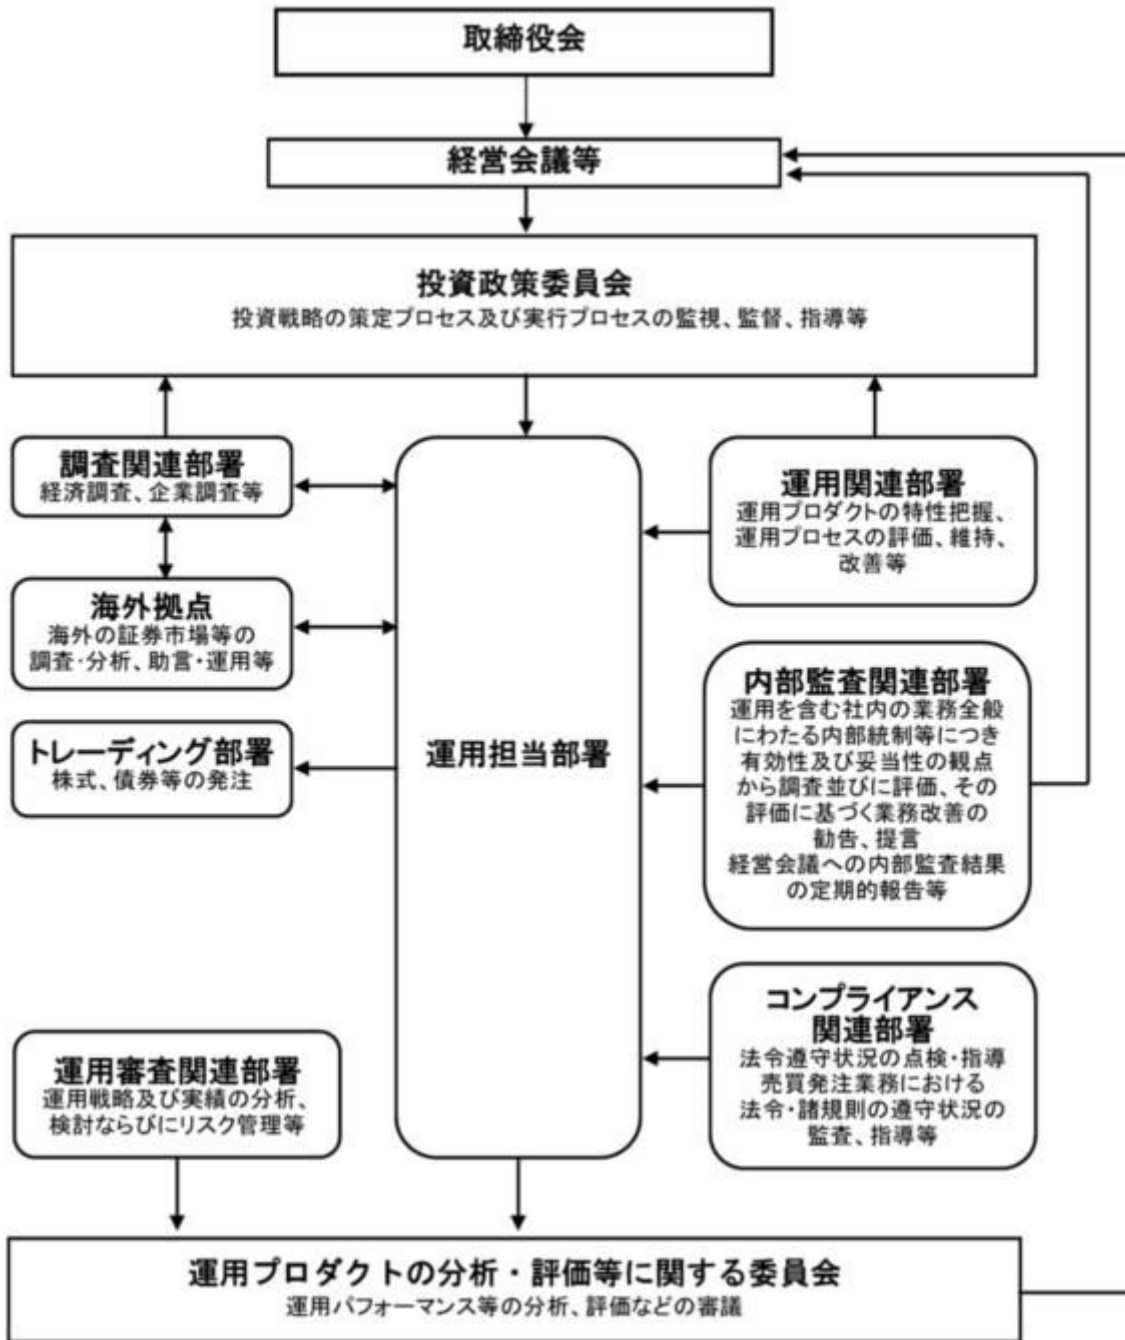 取締役会
経営会議等
投資政策委員会
投資戦略の策定プロセス及び実行プロセスの監視、監督、指導等
調査関連部署
経済調査、企業調査等
海外拠点
海外の証券市場等の
調査・分析、助言・運用等
トレーディング部署
株式、債券等の発注
運用担当部署
運用関連部署
運用プロダクトの特性把握、
運用プロセスの評価、維持、
改善等
内部監査関連部署
運用を含む社内の業務全般
にわたる内部統制等につき
有効性及び妥当性の観点
から調査並びに評価、その
評価に基づく業務改善の
勧告、提言
経営会議への内部監査結果
の定期的報告等
コンプライアンス
関連部署
法令遵守状況の点検・指導
売買発注業務における
法令・諸規則の遵守状況の
監査、指導等
運用審査関連部署
運用戦略及び実績の分析、
検討ならびにリスク管理等
運用プロダクトの分析・評価等に関する委員会
運用パフォーマンス等の分析、評価などの審議